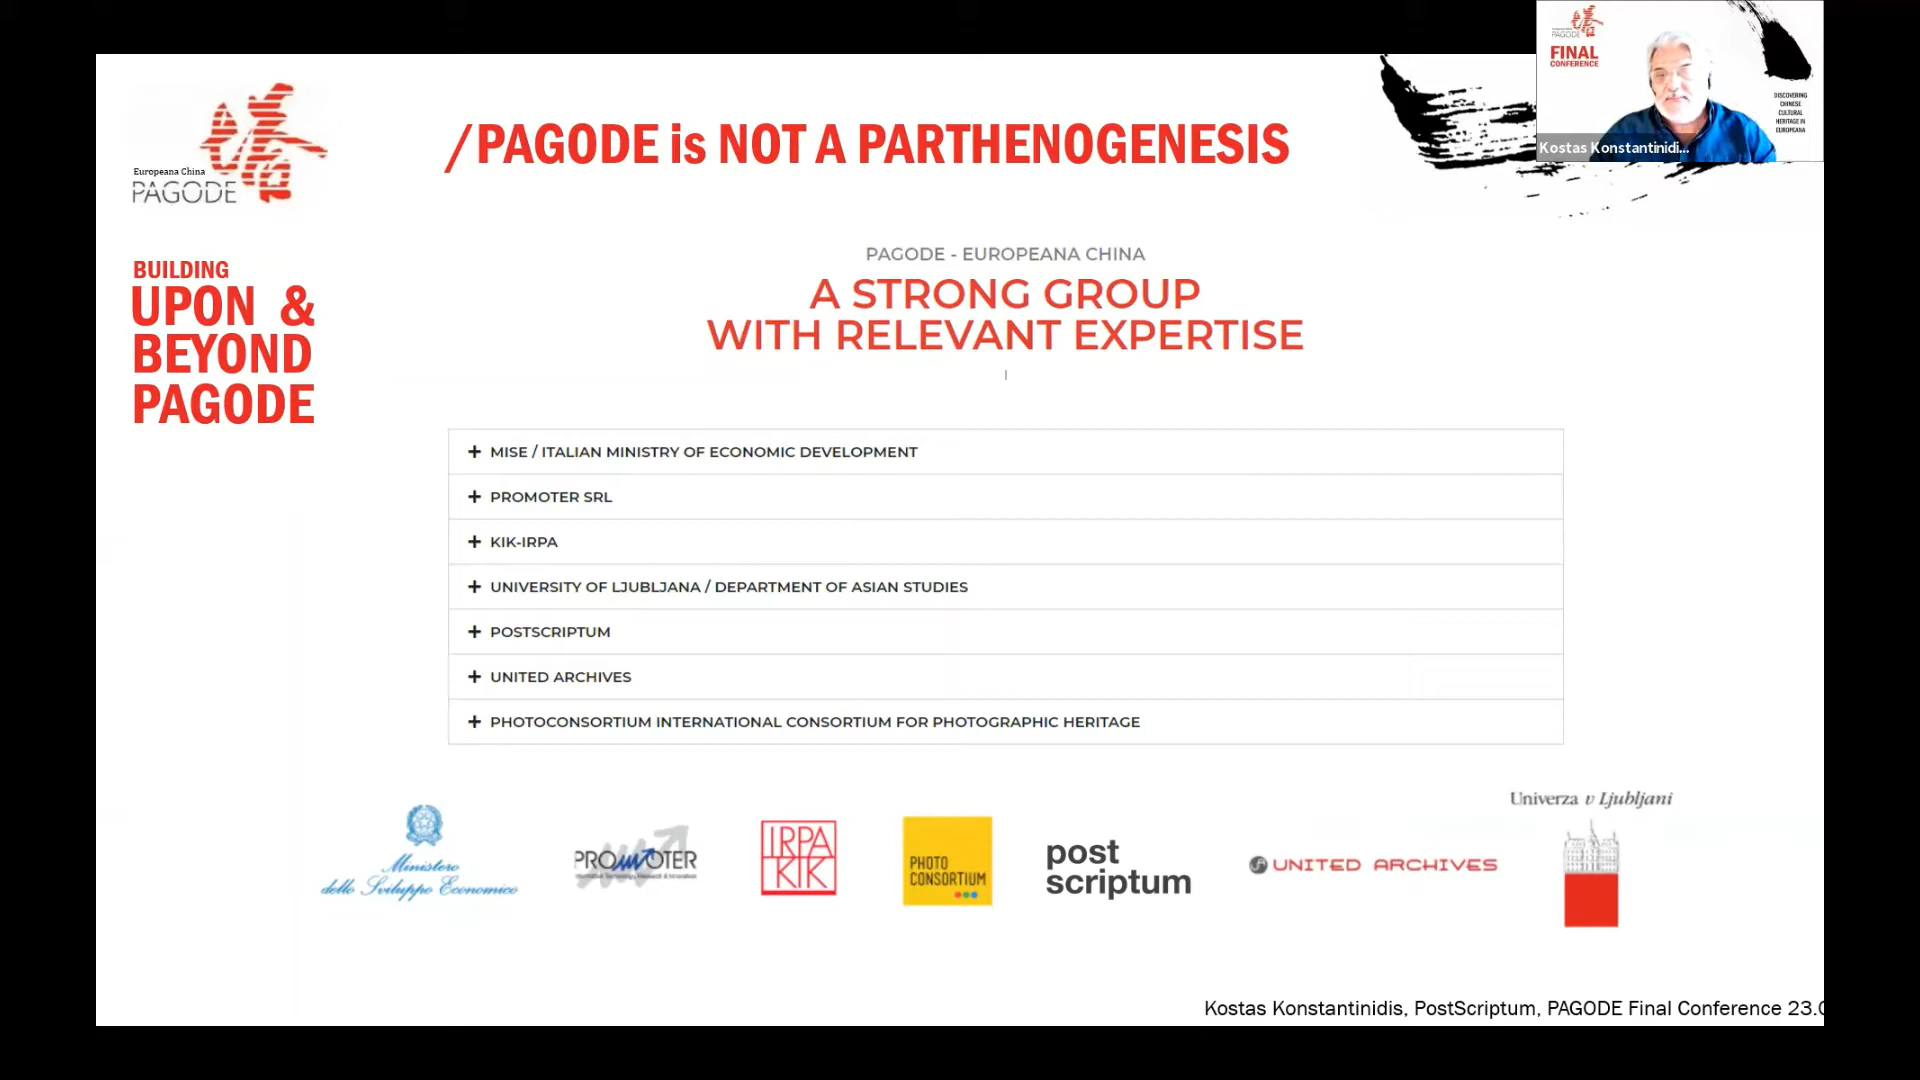 Europeana China
PAGODE
/PAGODE is NOT A PARTHENOGENESIS
PAGODE
FINAL
CONFERENCE
DISCOVERING
CHINESE
CULTURAL
HERITAGE IN
EUROPEANA
Kostas Konstantinidi...
BUILDING
UPON &
BEYOND
PAGODE
PAGODE - EUROPEANA CHINA
A STRONG GROUP
WITH RELEVANT EXPERTISE
+ MISE / ITALIAN MINISTRY OF ECONOMIC DEVELOPMENT
+ PROMOTER SRL
+ KIK-IRPA
+ UNIVERSITY OF LJUBLJANA / DEPARTMENT OF ASIAN STUDIES
+ POSTSCRIPTUM
+ UNITED ARCHIVES
+ PHOTOCONSORTIUM INTERNATIONAL CONSORTIUM FOR PHOTOGRAPHIC HERITAGE
Ministero
dello Sviluppo Economico
PROMOTER
IRPA
KIK
PHOTO
CONSORTIUM
post
scriptum
UNITED ARCHIVES
Univerza v Ljubljani
Kostas Konstantinidis, PostScriptum, PAGODE Final Conference 23.0